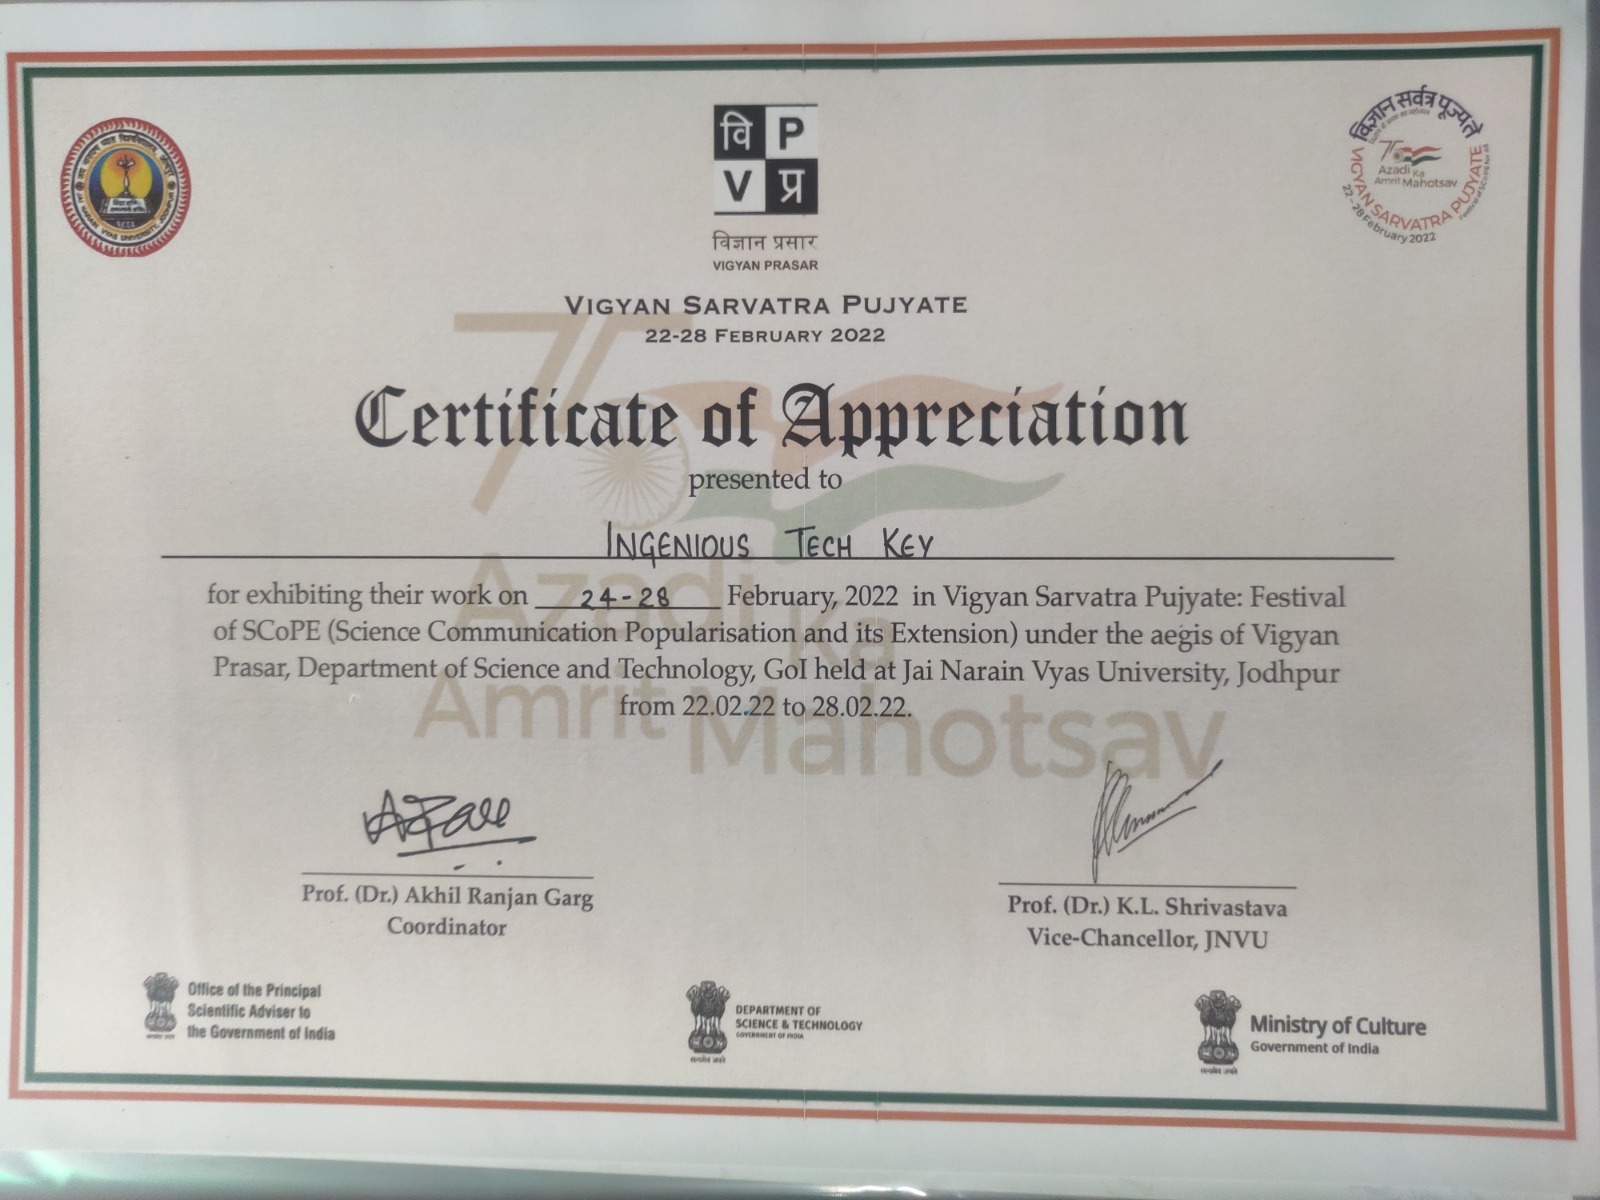 वि P
V प्र
विज्ञान प्रसार
VIGYAN PRASAR
विज्ञान सर्वत्र पूज्यते
75
Azadi Ka
Amrit Mahotsav
VIGYAN SARVATRA PUJYATE
22 - 28 February 2022
JAI NARAIN VYAS UNIVERSITY, JODHPUR
VIGYAN SARVATRA PUJYATE
22-28 FEBRUARY 2022
Certificate of Appreciation
presented to
INGENIOUS TECH KEY
for exhibiting their work on 24-28 February, 2022 in Vigyan Sarvatra Pujyate: Festival
of SCoPE (Science Communication Popularisation and its Extension) under the aegis of Vigyan
Prasar, Department of Science and Technology, GoI held at Jai Narain Vyas University, Jodhpur
from 22.02.22 to 28.02.22.
75
Azadi
Ka
Amrit Mahotsav
Prof. (Dr.) Akhil Ranjan Garg
Coordinator
Prof. (Dr.) K.L. Shrivastava
Vice-Chancellor, JNVU
Office of the Principal
Scientific Adviser to
the Government of India
DEPARTMENT OF
SCIENCE & TECHNOLOGY
GOVERNMENT OF INDIA
Ministry of Culture
Government of India